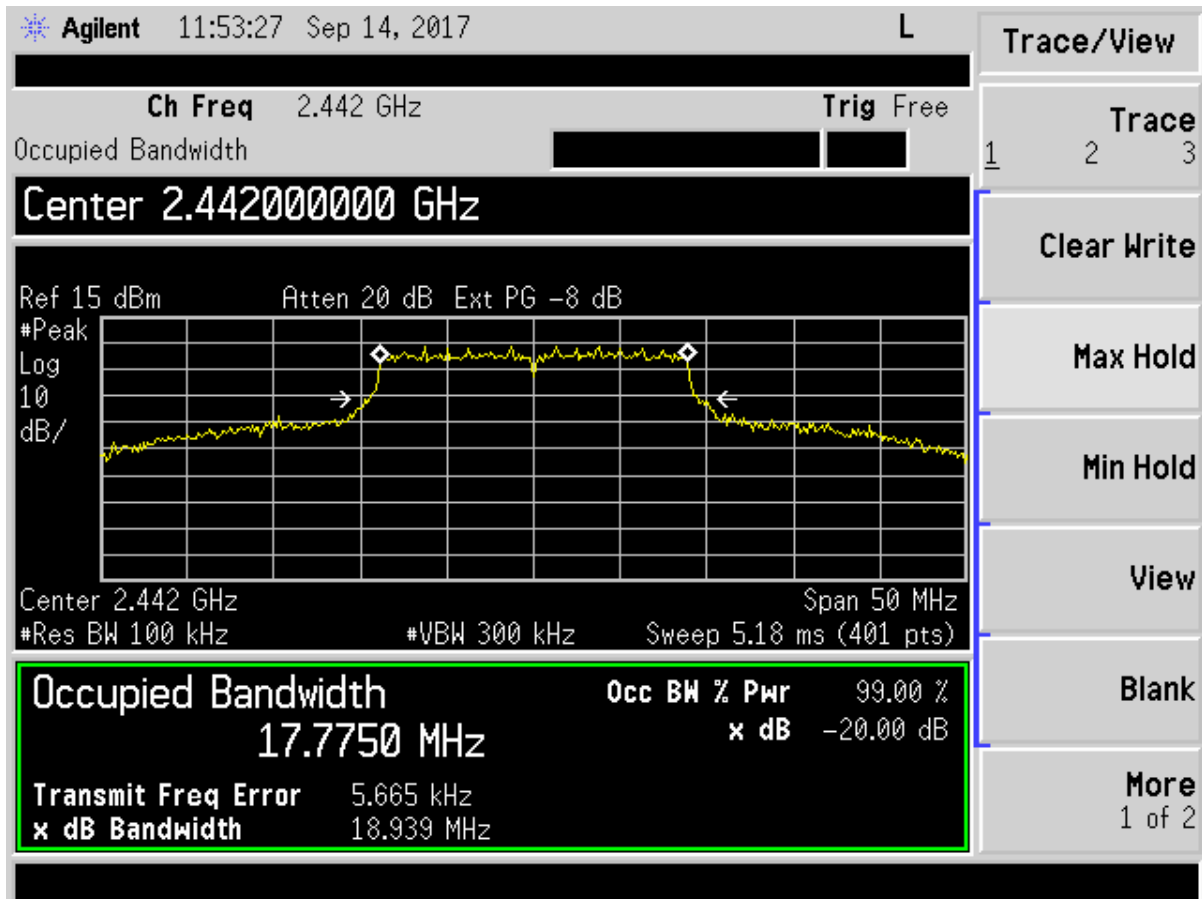 Agilent 11:53:27 Sep 14, 2017 L
Trace/View
Ch Freq 2.442 GHz Trig Free
Occupied Bandwidth
Trace
1 2 3
Center 2.442000000 GHz
Clear Write
Ref 15 dBm Atten 20 dB Ext PG -8 dB
#Peak
Log
10
dB/
Max Hold
Min Hold
View
Center 2.442 GHz Span 50 MHz
#Res BW 100 kHz #VBW 300 kHz Sweep 5.18 ms (401 pts)
Occupied Bandwidth Occ BW % Pwr 99.00 %
17.7750 MHz x dB -20.00 dB
Blank
Transmit Freq Error 5.665 kHz
x dB Bandwidth 18.939 MHz
More
1 of 2